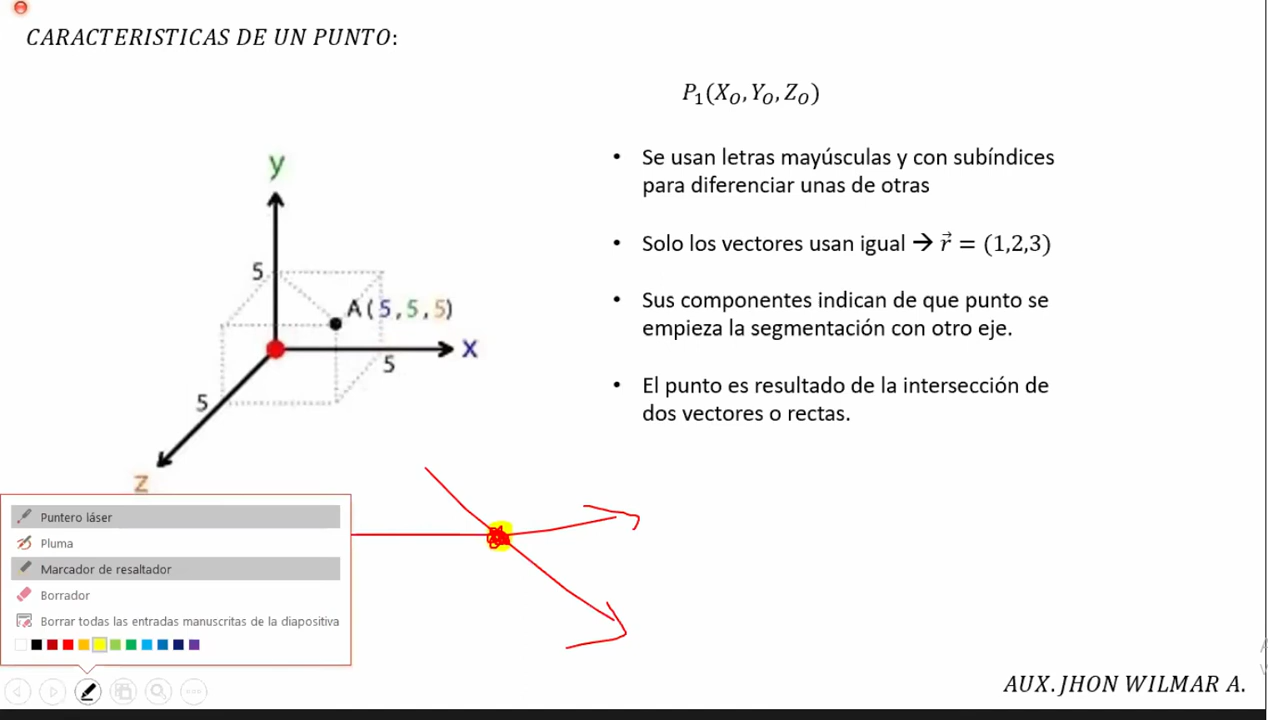 CARACTERISTICAS DE UN PUNTO:
P₁(X_O, Y_O, Z_O)
• Se usan letras mayúsculas y con subíndices
para diferenciar unas de otras
• Solo los vectores usan igual → r⃗ = (1,2,3)
• Sus componentes indican de que punto se
empieza la segmentación con otro eje.
• El punto es resultado de la intersección de
dos vectores o rectas.
y
5
A(5,5,5)
x
5
5
z
Puntero láser
Pluma
Marcador de resaltador
Borrador
Borrar todas las entradas manuscritas de la diapositiva
AUX. JHON WILMAR A.